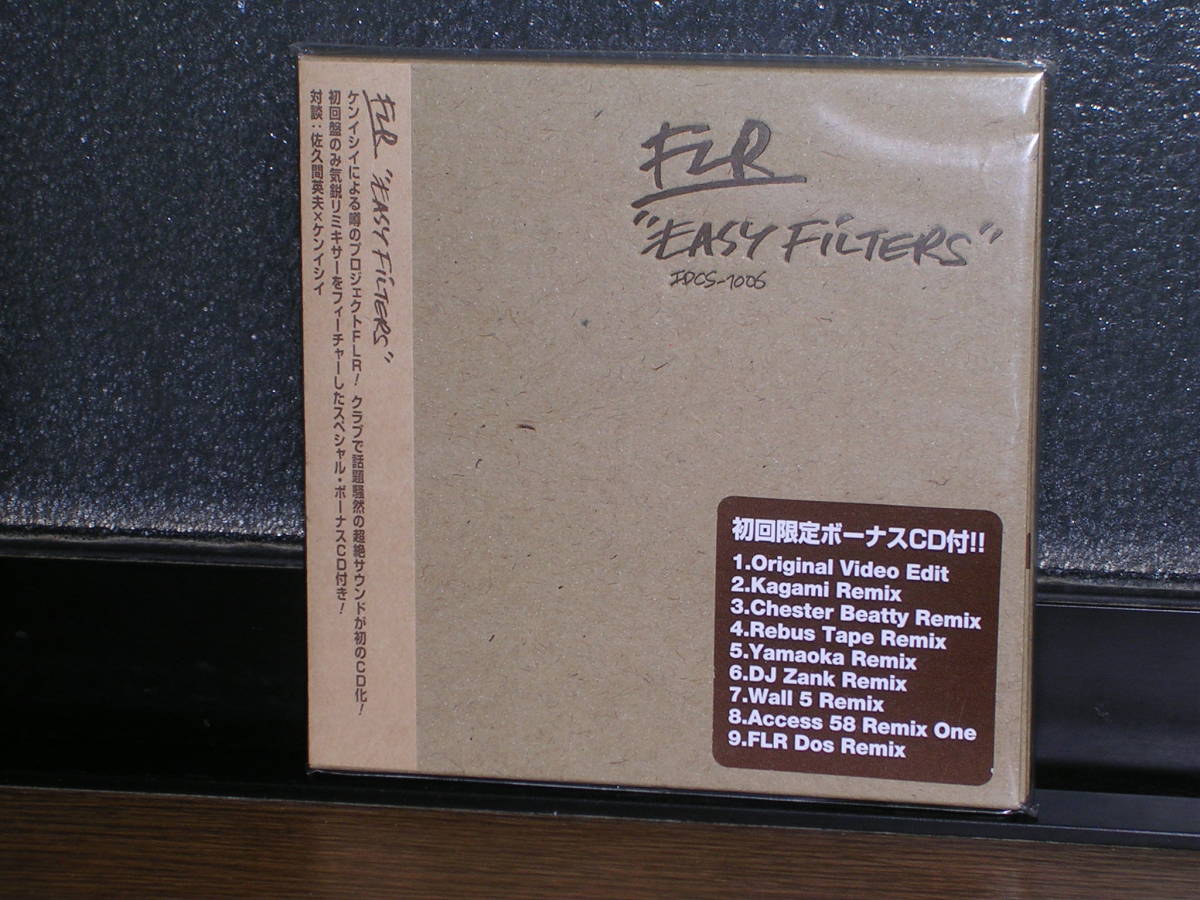 FLR "EASY FILTERS"
ケンイシイによる噂のプロジェクトFLR! クラブで話題騒然の超絶サウンドが初のCD化!
初回盤のみ気鋭リミキサーをフィーチャーしたスペシャル・ボーナスCD付き!
対談:佐久間英夫×ケンイシイ
FLR
"EASY FILTERS"
IDCS-1006
初回限定ボーナスCD付!!
1.Original Video Edit
2.Kagami Remix
3.Chester Beatty Remix
4.Rebus Tape Remix
5.Yamaoka Remix
6.DJ Zank Remix
7.Wall 5 Remix
8.Access 58 Remix One
9.FLR Dos Remix